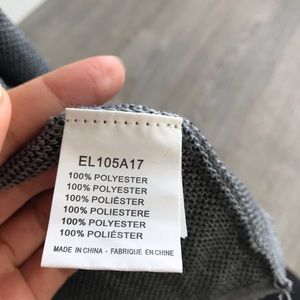 EL105A17
100% POLYESTER
100% POLYESTER
100% POLIÉSTER
100% POLIESTERE
100% POLYESTER
100% POLIÉSTER
MADE IN CHINA - FABRIQUE EN CHINE